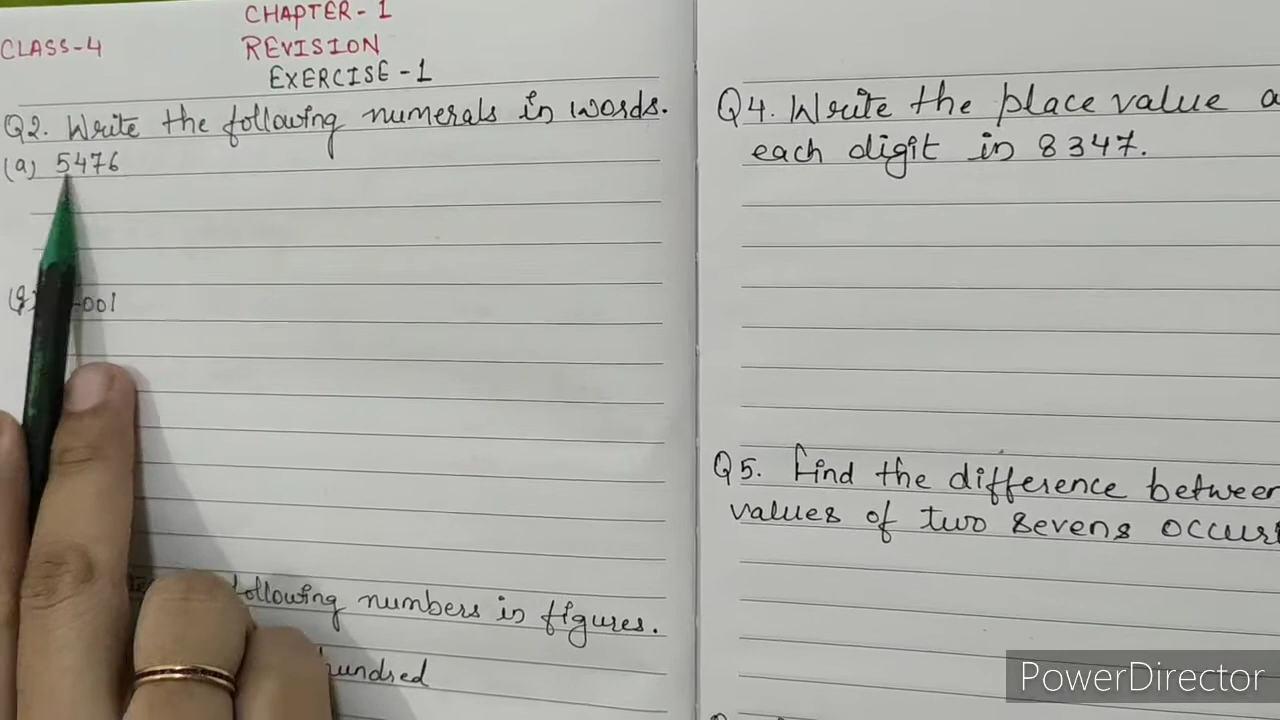 CHAPTER-1
CLASS-4 REVISION
EXERCISE-1
Q2. Write the following numerals in words.
(a) 5476
001
following numbers in figures.
hundred
Q4. Write the place value
each digit in 8347.
Q5. Find the difference between
values of two sevens
PowerDirector